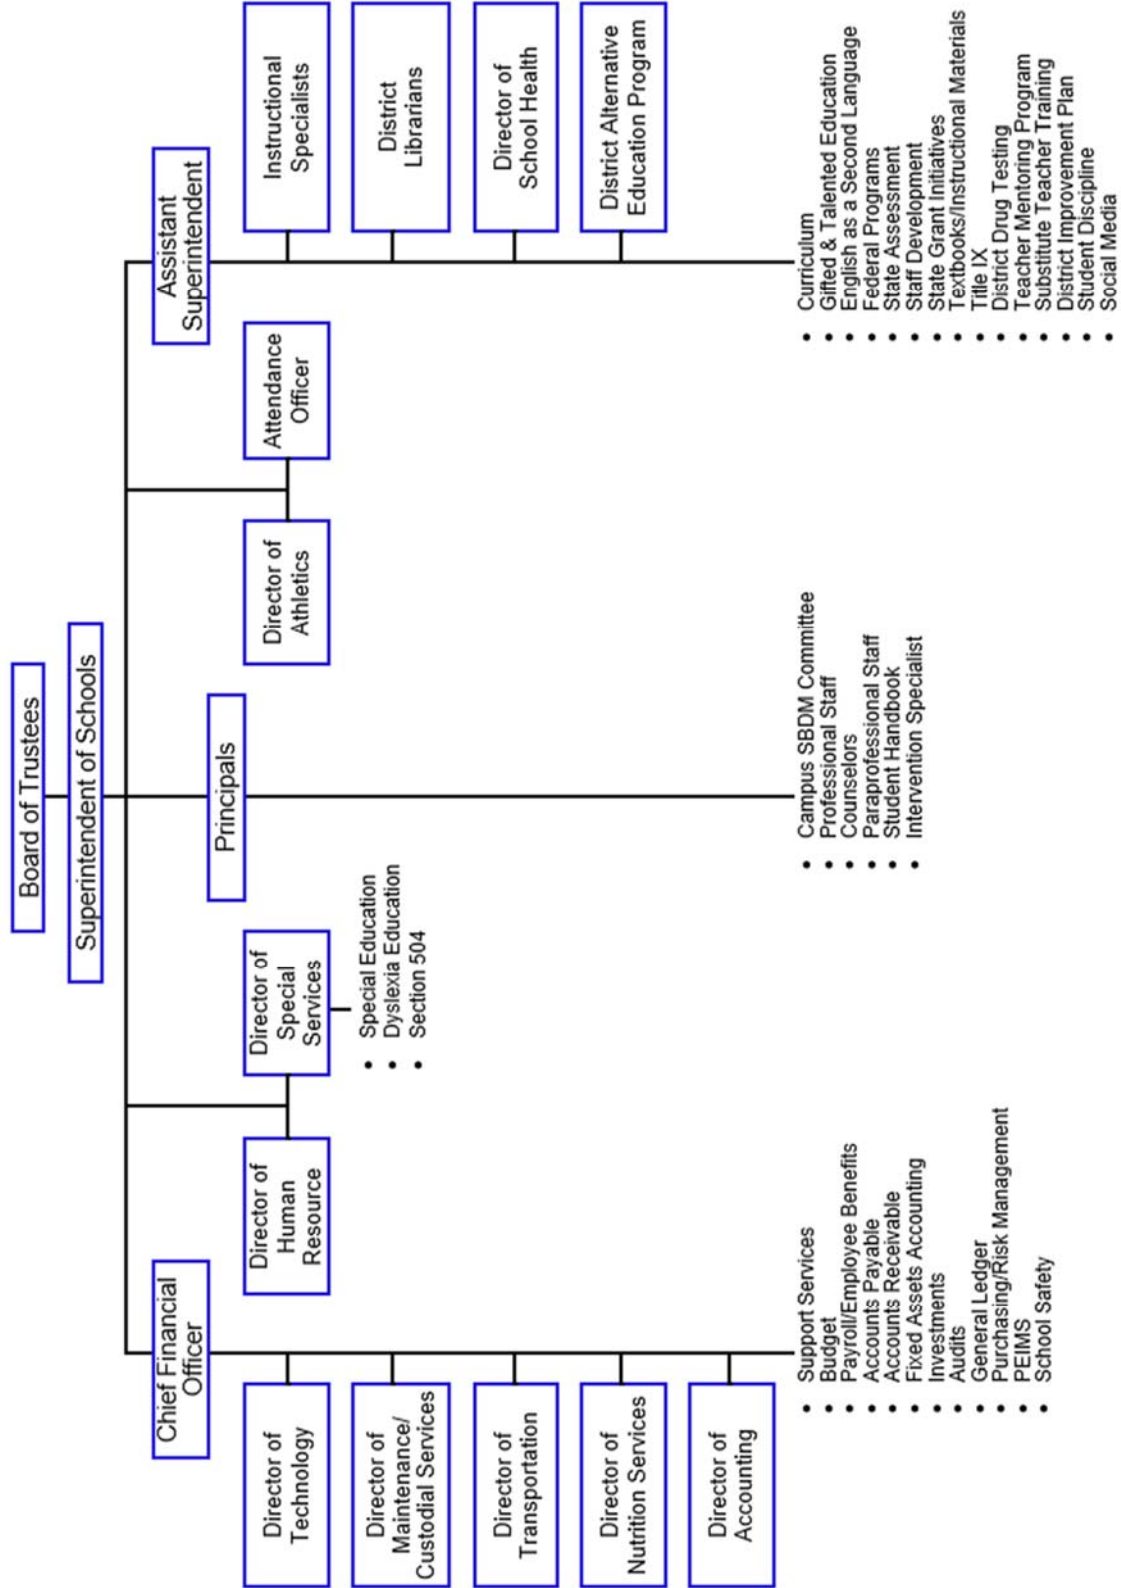 Board of Trustees
Superintendent of Schools
Chief Financial
Officer
Principals
Assistant
Superintendent
Director of
Human
Resource
Director of
Special
Services
• Special Education
• Dyslexia Education
• Section 504
Director of
Athletics
Attendance
Officer
Director of
Technology
Director of
Maintenance/
Custodial Services
Director of
Transportation
Director of
Nutrition Services
Director of
Accounting
Instructional
Specialists
District
Librarians
Director of
School Health
District Alternative
Education Program
• Support Services
• Budget
• Payroll/Employee Benefits
• Accounts Payable
• Accounts Receivable
• Fixed Assets Accounting
• Investments
• Audits
• General Ledger
• Purchasing/Risk Management
• PEIMS
• School Safety
• Campus SBDM Committee
• Professional Staff
• Counselors
• Paraprofessional Staff
• Student Handbook
• Intervention Specialist
• Curriculum
• Gifted & Talented Education
• English as a Second Language
• Federal Programs
• State Assessment
• Staff Development
• State Grant Initiatives
• Textbooks/Instructional Materials
• Title IX
• District Drug Testing
• Teacher Mentoring Program
• Substitute Teacher Training
• District Improvement Plan
• Student Discipline
• Social Media